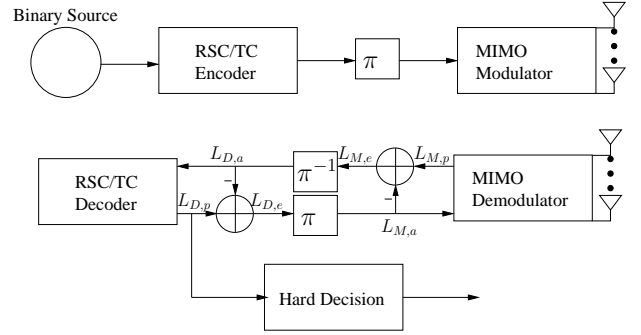 Binary Source
RSC/TC
Encoder
π
MIMO
Modulator
L_{D,a}
L_{M,e}
L_{M,p}
RSC/TC
Decoder
π^{-1}
MIMO
Demodulator
L_{D,p}
L_{D,e}
π
L_{M,a}
Hard Decision